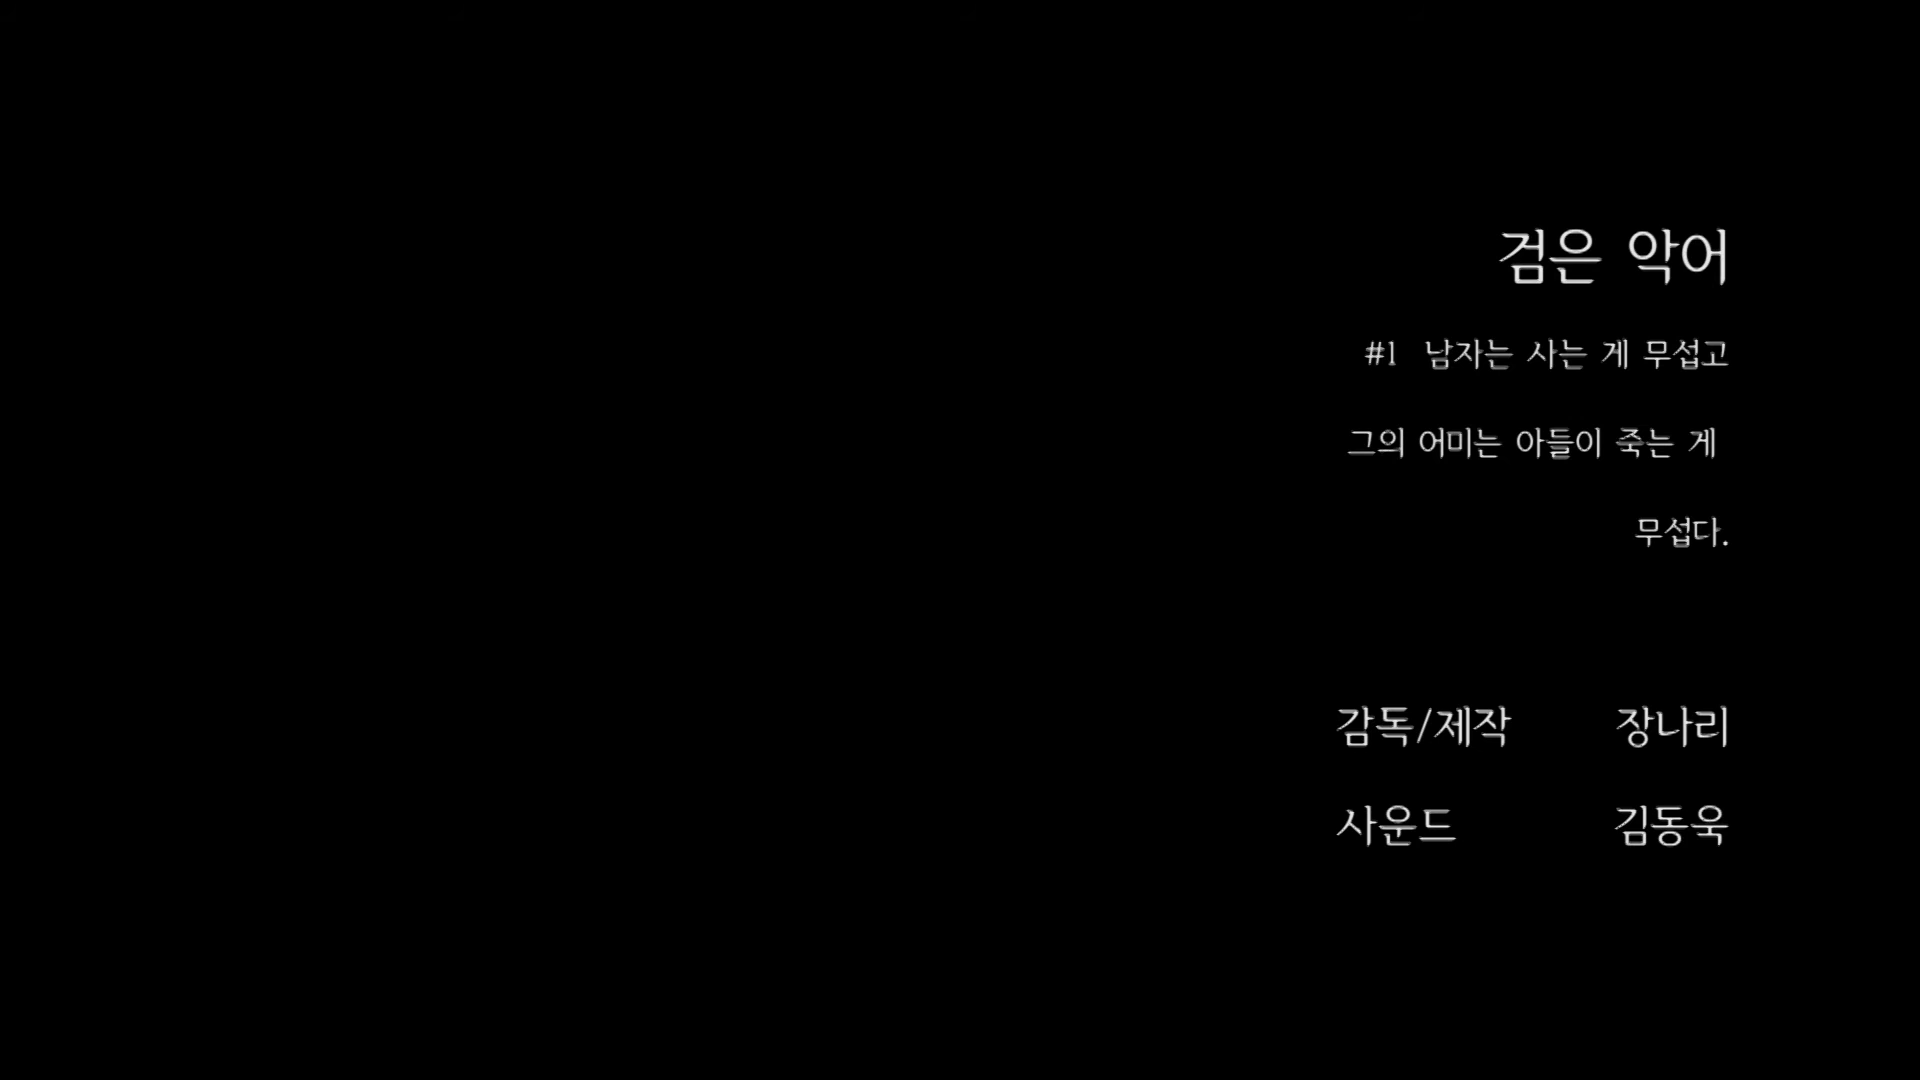 검은 악어
#1 남자는 사는 게 무섭고
그의 어미는 아들이 죽는 게
무섭다.
감독/제작 장나리
사운드 김동욱